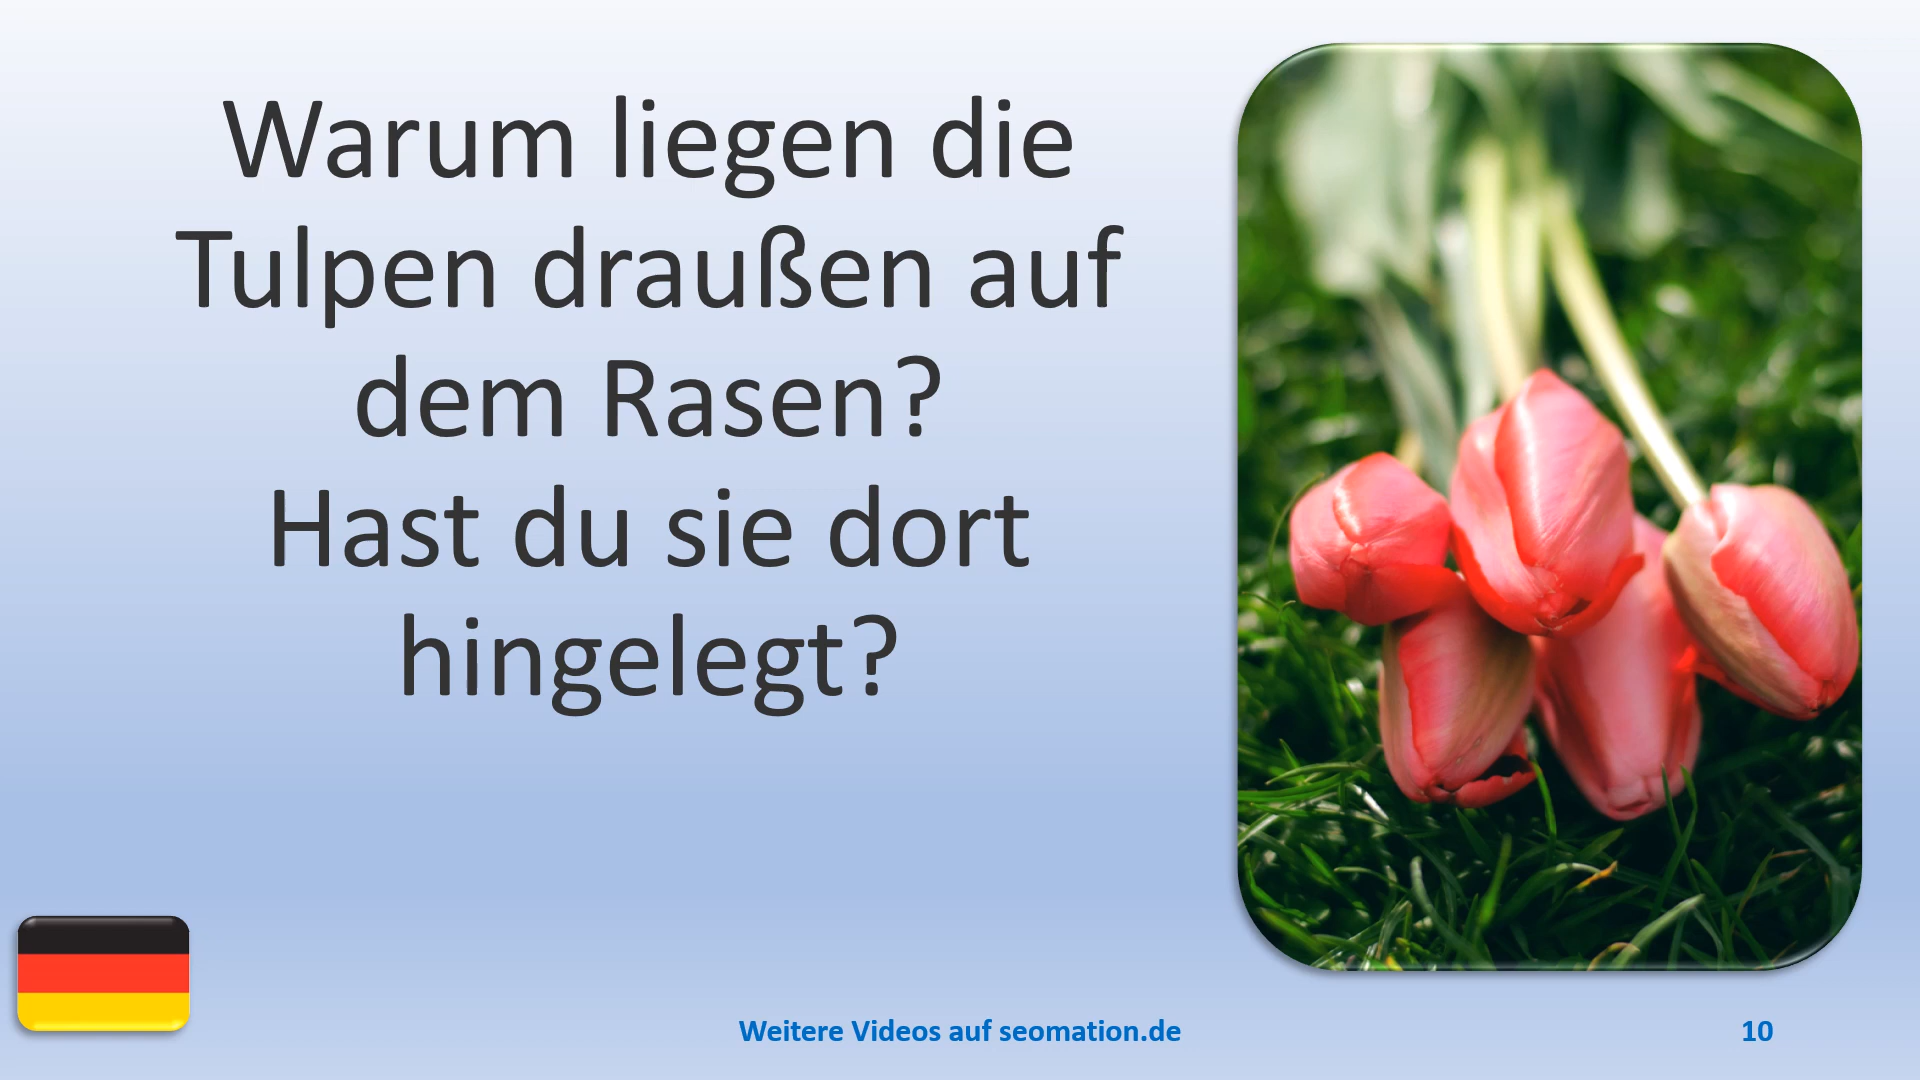 Warum liegen die
Tulpen draußen auf
dem Rasen?
Hast du sie dort
hingelegt?
Weitere Videos auf seomation.de
10